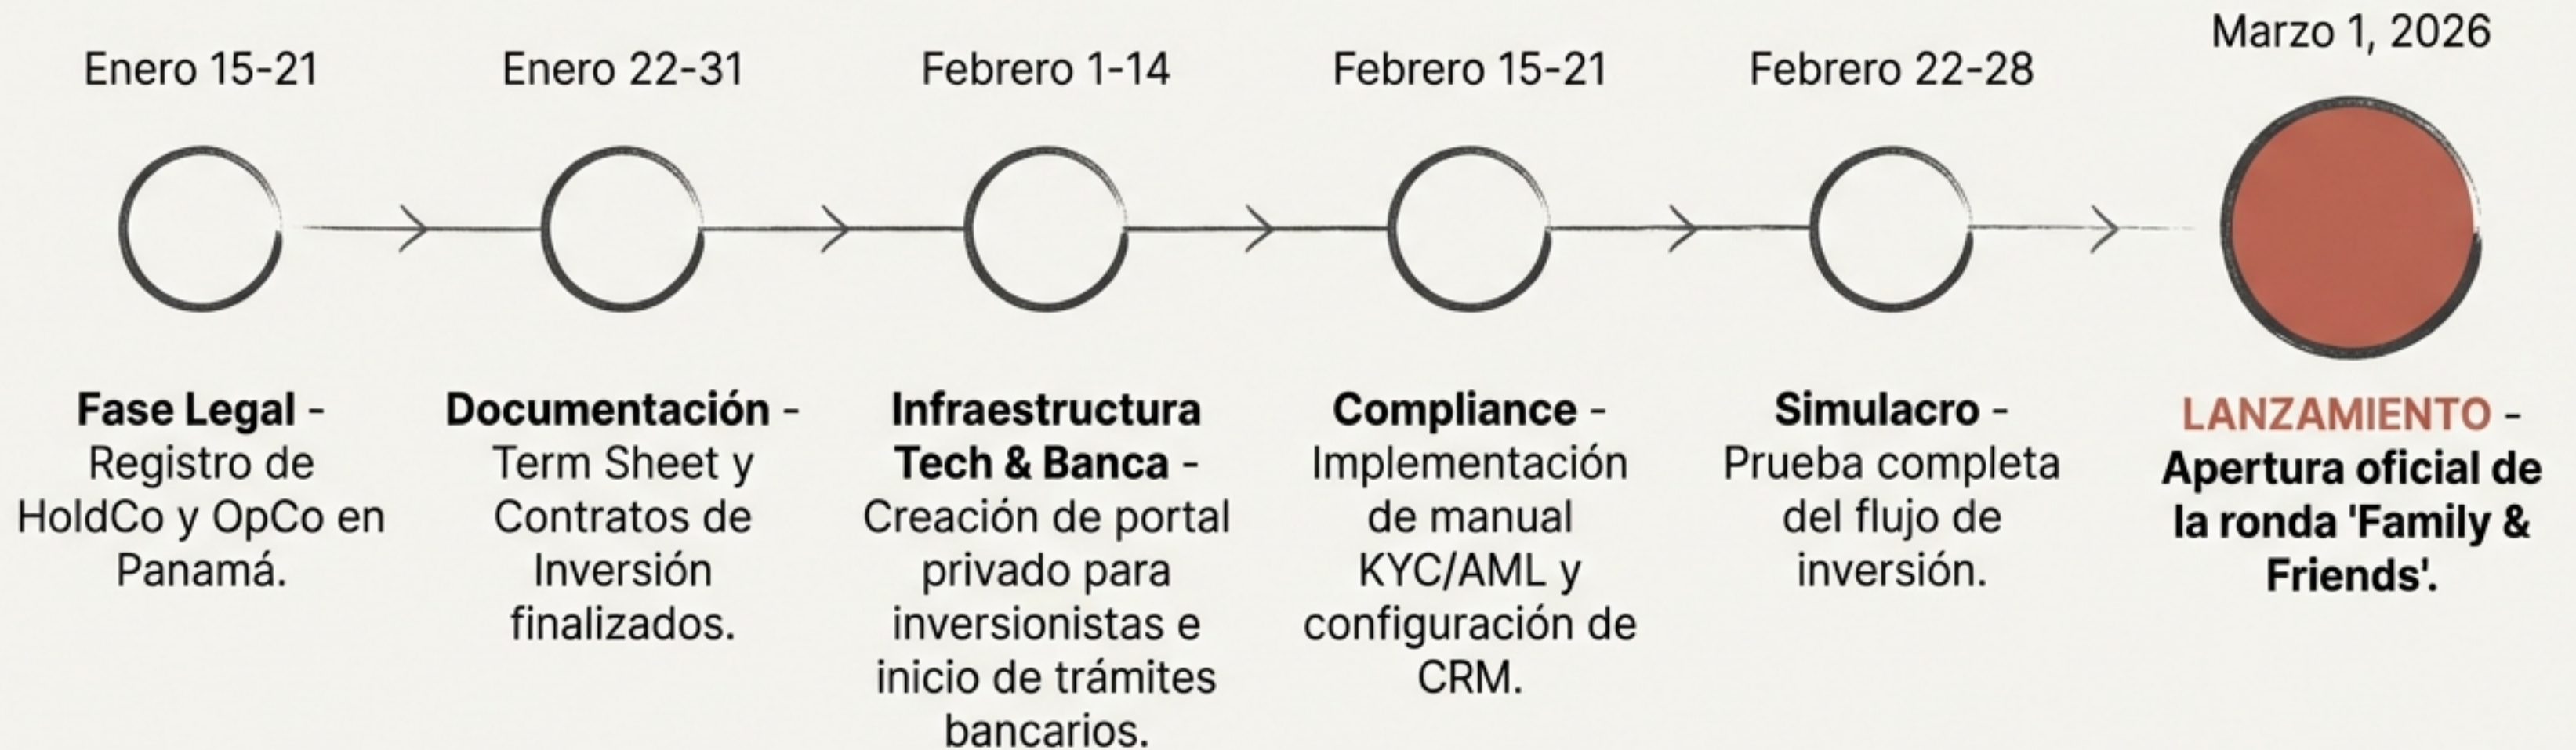 Enero 15-21
Fase Legal -
Registro de
HoldCo y OpCo en
Panamá.
Enero 22-31
Documentación -
Term Sheet y
Contratos de
Inversión
finalizados.
Febrero 1-14
Infraestructura
Tech & Banca -
Creación de portal
privado para
inversionistas e
inicio de trámites
bancarios.
Febrero 15-21
Compliance -
Implementación
de manual
KYC/AML y
configuración de
CRM.
Febrero 22-28
Simulacro -
Prueba completa
del flujo de
inversión.
Marzo 1, 2026
LANZAMIENTO -
Apertura oficial de
la ronda 'Family &
Friends'.